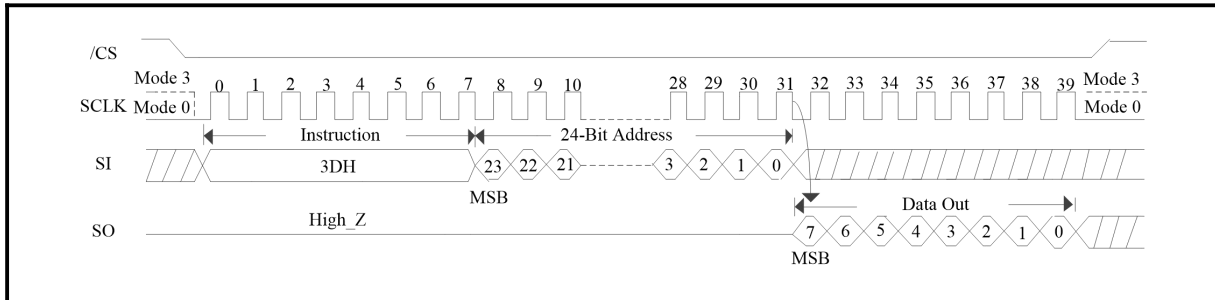 /CS
Mode 3 0 1 2 3 4 5 6 7 8 9 10 28 29 30 31 32 33 34 35 36 37 38 39 Mode 3
SCLK Mode 0 Mode 0
Instruction 24-Bit Address
SI 3DH 23 22 21 3 2 1 0
MSB
High_Z Data Out
SO 7 6 5 4 3 2 1 0
MSB